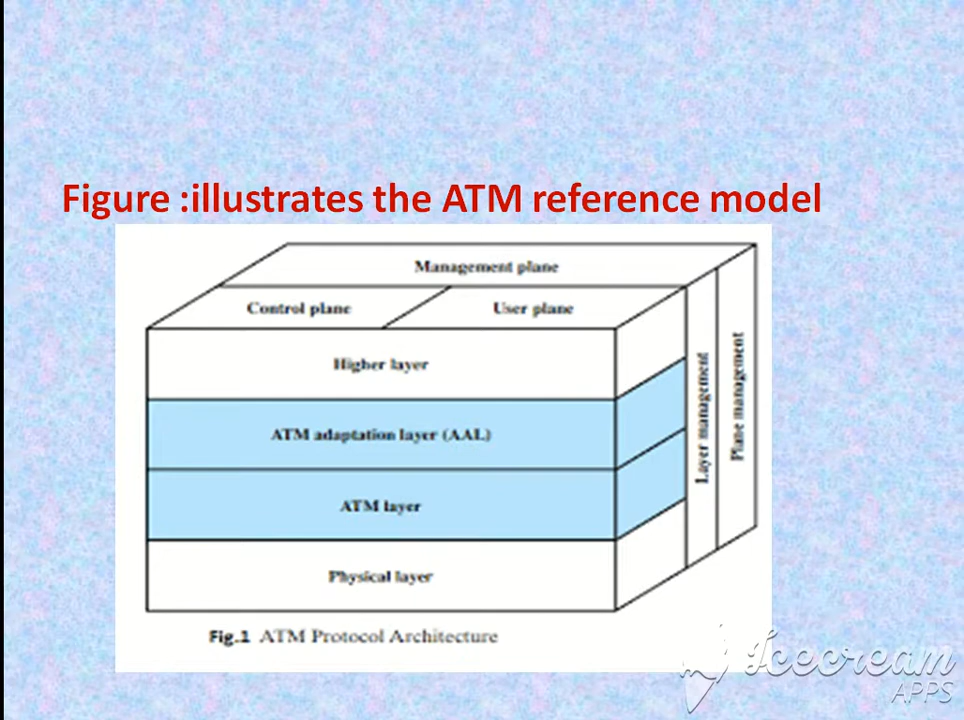 Figure :illustrates the ATM reference model
Management plane
Control plane User plane
Higher layer
ATM adaptation layer (AAL)
ATM layer
Physical layer
Layer management
Plane management
Fig.1 ATM Protocol Architecture
Icecream
APPS